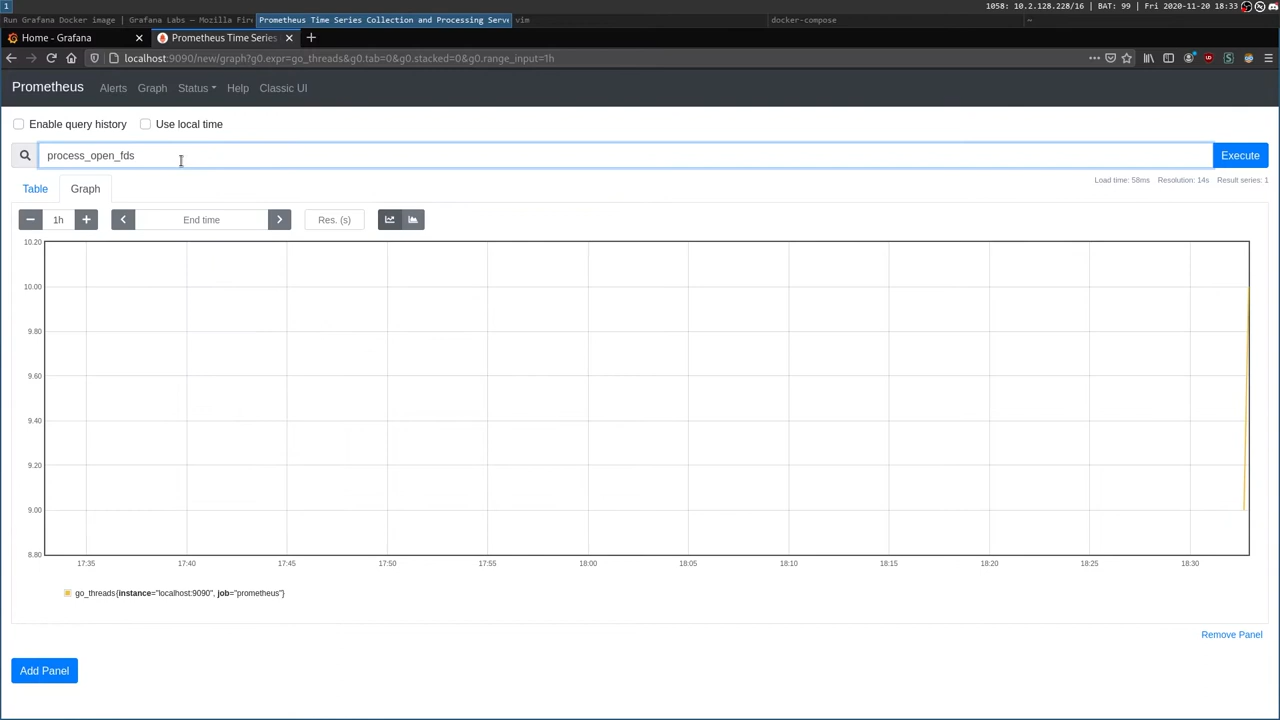 1
1058: 10.2.128.228/16 | BAT: 99 | Fri 2020-11-20 18:33
Run Grafana Docker image | Grafana Labs — Mozilla Fir
Prometheus Time Series Collection and Processing Serv
vim
docker-compose
~
Home - Grafana
Prometheus Time Series
localhost:9090/new/graph?g0.expr=go_threads&g0.tab=0&g0.stacked=0&g0.range_input=1h
Prometheus Alerts Graph Status Help Classic UI
Enable query history Use local time
process_open_fds Execute
Table Graph
Load time: 58ms Resolution: 14s Result series: 1
1h End time Res. (s)
10.20
10.00
9.80
9.60
9.40
9.20
9.00
8.80
17:35 17:40 17:45 17:50 17:55 18:00 18:05 18:10 18:15 18:20 18:25 18:30
go_threads{instance="localhost:9090", job="prometheus"}
Remove Panel
Add Panel